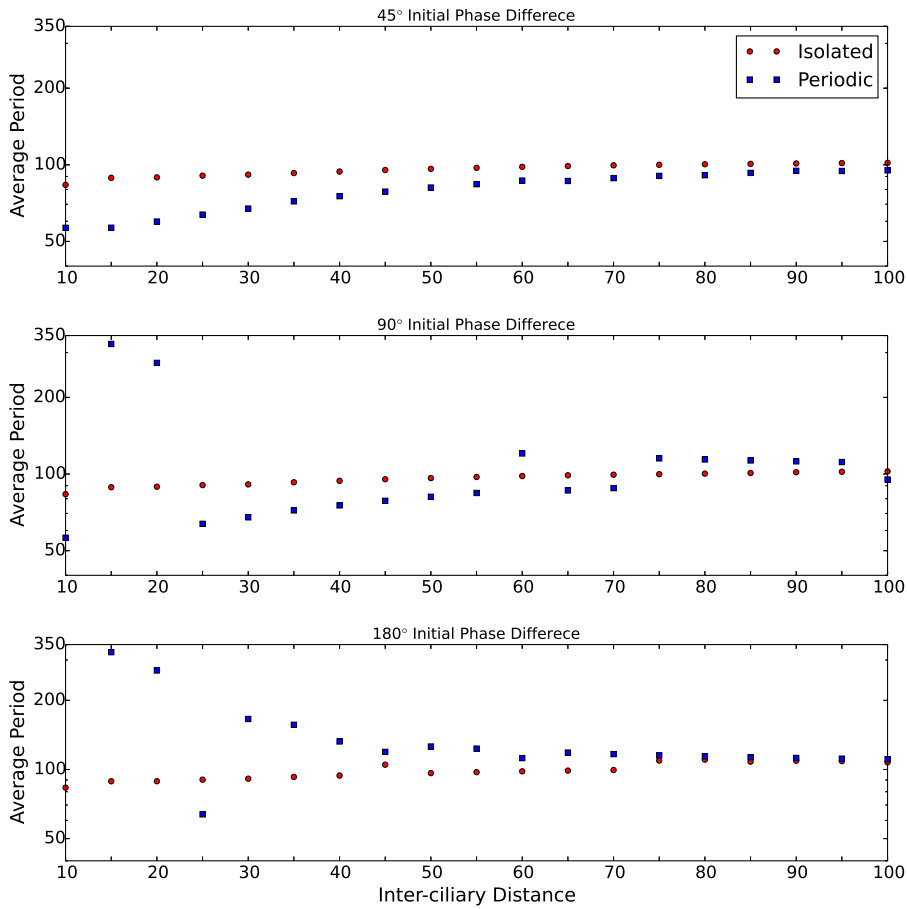 45° Initial Phase Differece
350
200
100
50
Average Period
Isolated
Periodic
10 20 30 40 50 60 70 80 90 100
90° Initial Phase Differece
350
200
100
50
Average Period
10 20 30 40 50 60 70 80 90 100
180° Initial Phase Differece
350
200
100
50
Average Period
10 20 30 40 50 60 70 80 90 100
Inter-ciliary Distance